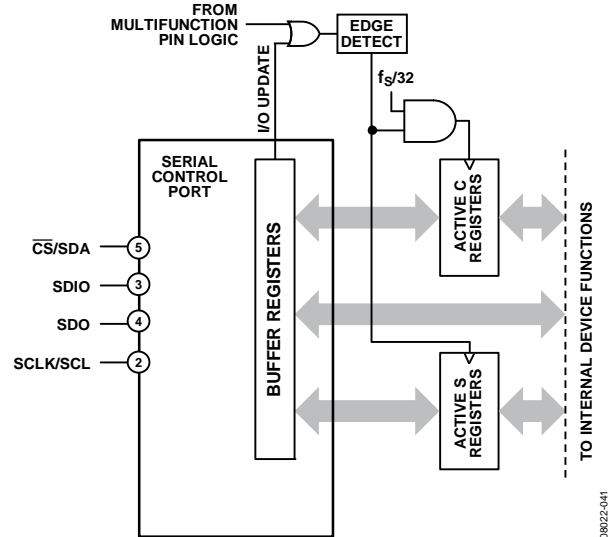 FROM
MULTIFUNCTION
PIN LOGIC
EDGE
DETECT
I/O UPDATE
fS/32
SERIAL
CONTROL
PORT
CS/SDA
5
SDIO
3
SDO
4
SCLK/SCL
2
BUFFER REGISTERS
ACTIVE C
REGISTERS
ACTIVE S
REGISTERS
TO INTERNAL DEVICE FUNCTIONS
08022-041